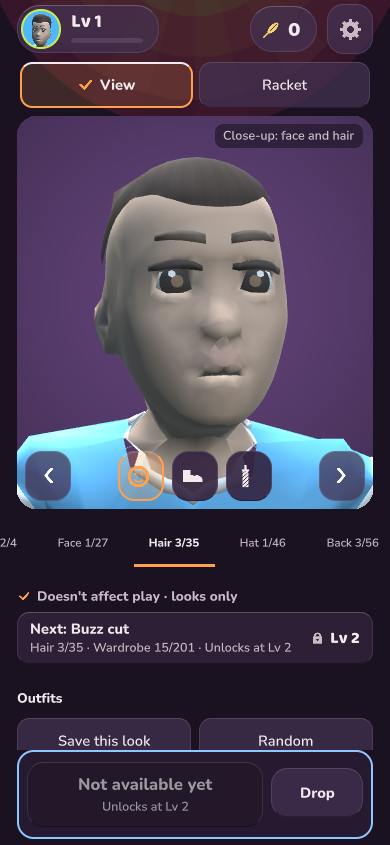 Lv 1
0
View
Racket
Close-up: face and hair
2/4
Face 1/27
Hair 3/35
Hat 1/46
Back 3/56
Doesn't affect play · looks only
Next: Buzz cut
Hair 3/35 · Wardrobe 15/201 · Unlocks at Lv 2
Lv 2
Outfits
Save this look
Random
Not available yet
Unlocks at Lv 2
Drop